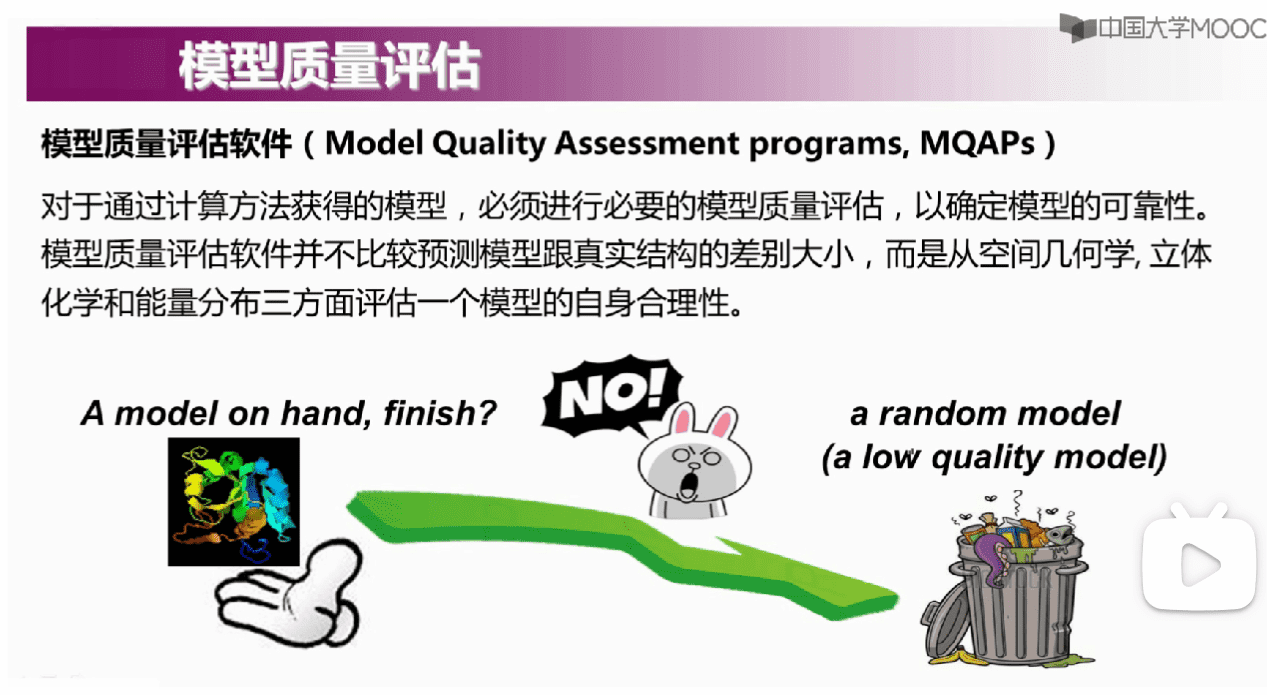 中国大学MOOC
模型质量评估
模型质量评估软件（Model Quality Assessment programs, MQAPs）
对于通过计算方法获得的模型，必须进行必要的模型质量评估，以确定模型的可靠性。
模型质量评估软件并不比较预测模型跟真实结构的差别大小，而是从空间几何学, 立体
化学和能量分布三方面评估一个模型的自身合理性。
NO!
A model on hand, finish?
a random model
(a low quality model)